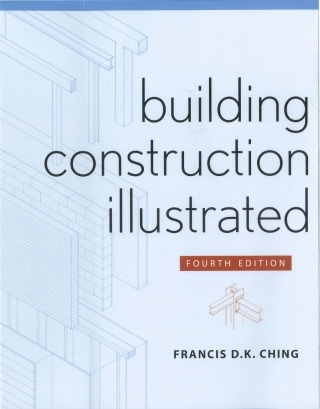 building
construction
illustrated
FOURTH EDITION
FRANCIS D.K. CHING